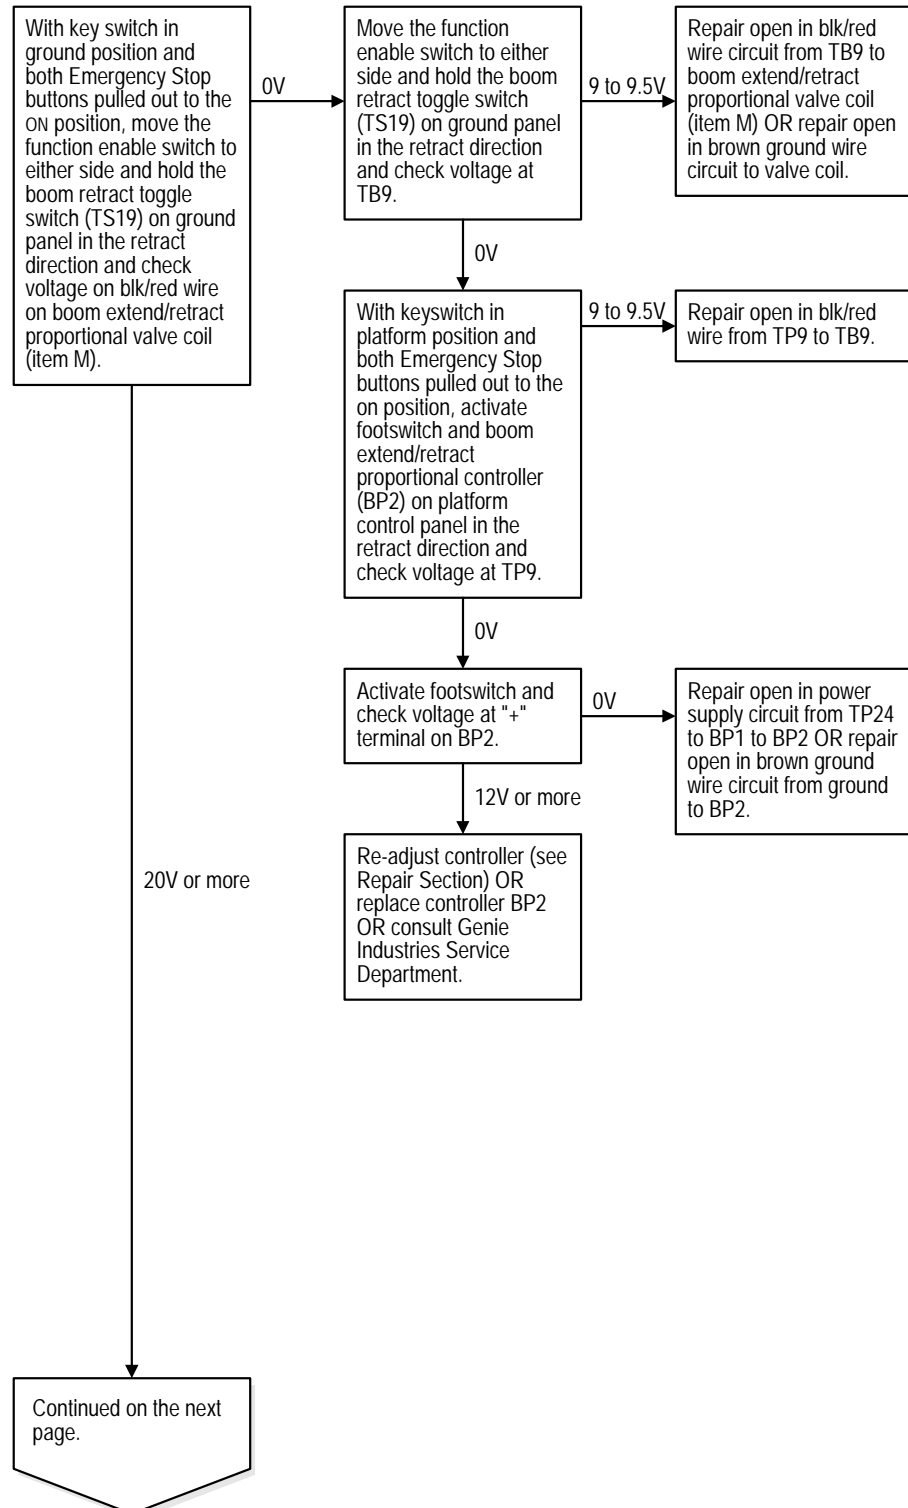 With key switch in
ground position and
both Emergency Stop
buttons pulled out to the
ON position, move the
function enable switch to
either side and hold the
boom retract toggle
switch (TS19) on ground
panel in the retract
direction and check
voltage on blk/red wire
on boom extend/retract
proportional valve coil
(item M).
0V
Move the function
enable switch to either
side and hold the boom
retract toggle switch
(TS19) on ground panel
in the retract direction
and check voltage at
TB9.
9 to 9.5V
Repair open in blk/red
wire circuit from TB9 to
boom extend/retract
proportional valve coil
(item M) OR repair open
in brown ground wire
circuit to valve coil.
0V
With keyswitch in
platform position and
both Emergency Stop
buttons pulled out to the
on position, activate
footswitch and boom
extend/retract
proportional controller
(BP2) on platform
control panel in the
retract direction and
check voltage at TP9.
9 to 9.5V
Repair open in blk/red
wire from TP9 to TB9.
0V
Activate footswitch and
check voltage at "+"
terminal on BP2.
0V
Repair open in power
supply circuit from TP24
to BP1 to BP2 OR repair
open in brown ground
wire circuit from ground
to BP2.
12V or more
Re-adjust controller (see
Repair Section) OR
replace controller BP2
OR consult Genie
Industries Service
Department.
20V or more
Continued on the next
page.